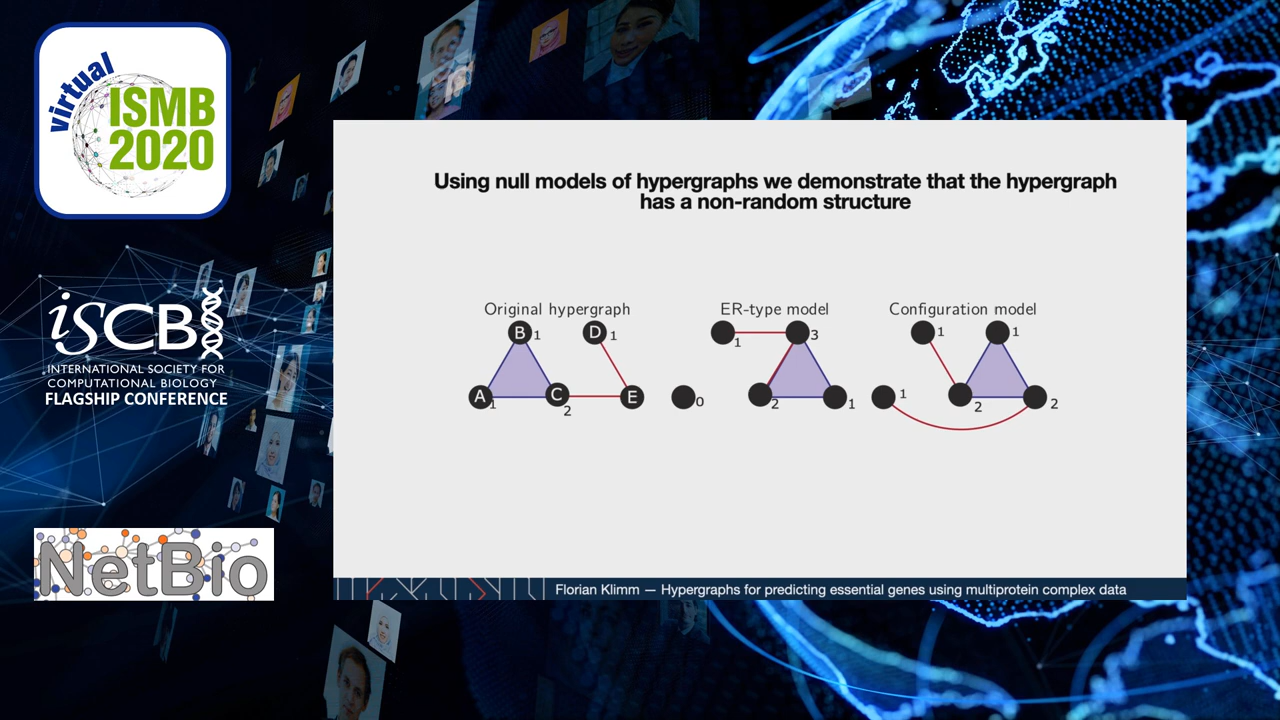 virtual
ISMB
2020
iSCB
INTERNATIONAL SOCIETY FOR
COMPUTATIONAL BIOLOGY
FLAGSHIP CONFERENCE
NetBio
Using null models of hypergraphs we demonstrate that the hypergraph
has a non-random structure
Original hypergraph
B 1 D 1
A 1 C 2 E
ER-type model
1 3
0 2 1
Configuration model
1 1
1 2 2
Florian Klimm — Hypergraphs for predicting essential genes using multiprotein complex data